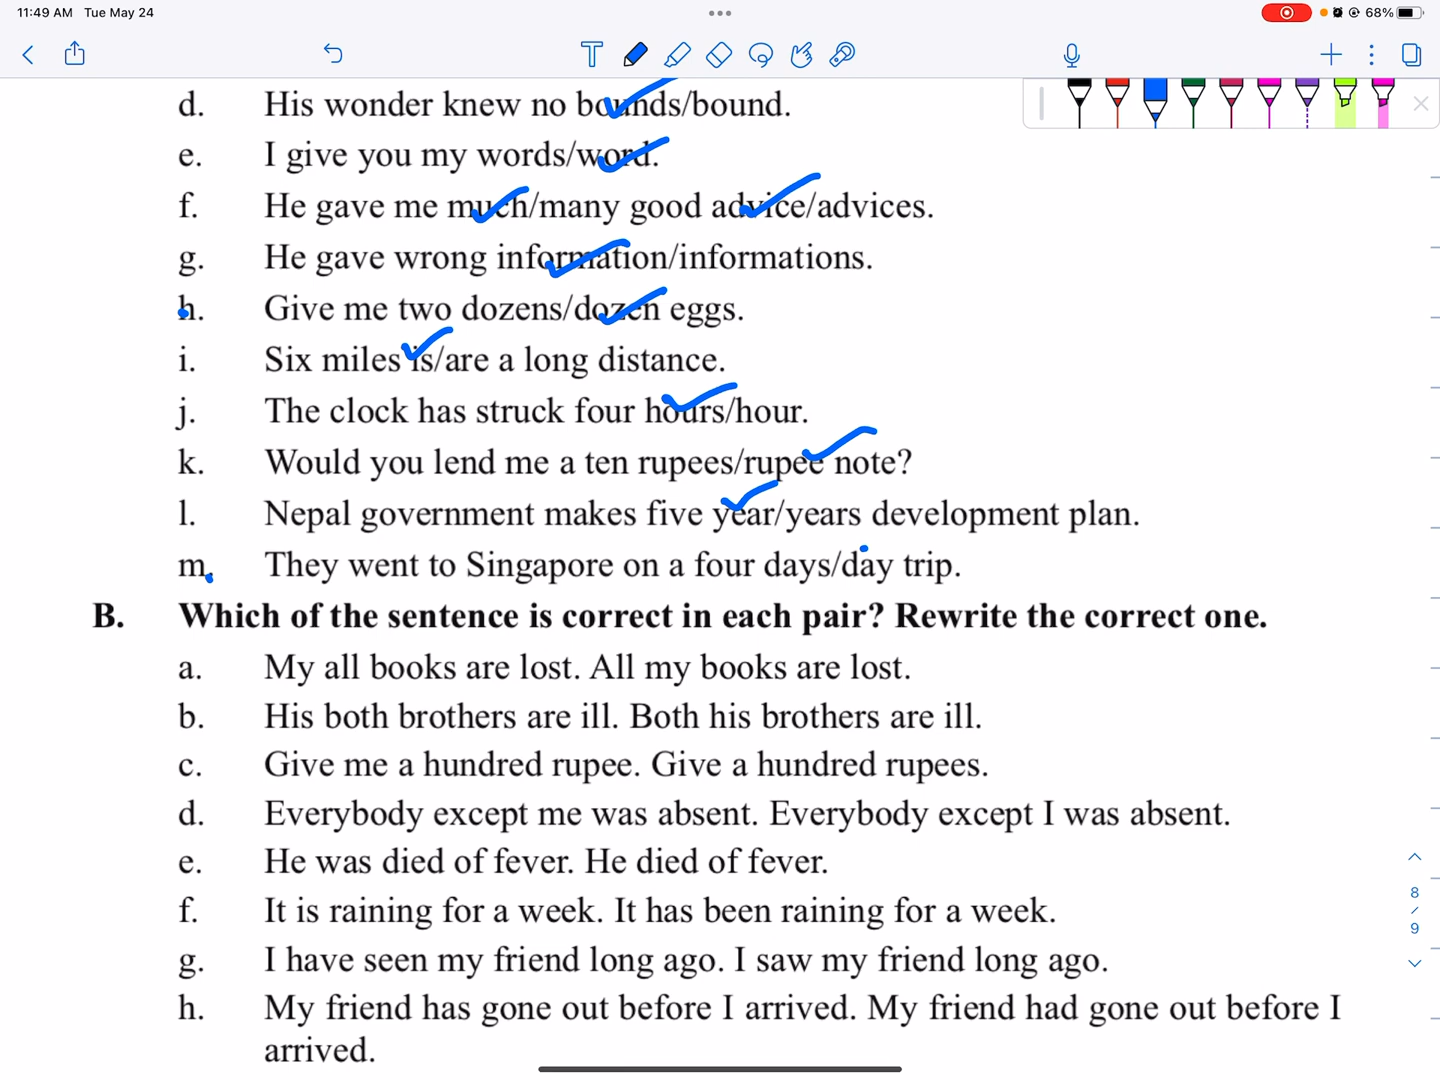 11:49 AM Tue May 24
68%
d. His wonder knew no bounds/bound.
e. I give you my words/word.
f. He gave me much/many good advice/advices.
g. He gave wrong information/informations.
h. Give me two dozens/dozen eggs.
i. Six miles is/are a long distance.
j. The clock has struck four hours/hour.
k. Would you lend me a ten rupees/rupee note?
l. Nepal government makes five year/years development plan.
m. They went to Singapore on a four days/day trip.
B. Which of the sentence is correct in each pair? Rewrite the correct one.
a. My all books are lost. All my books are lost.
b. His both brothers are ill. Both his brothers are ill.
c. Give me a hundred rupee. Give a hundred rupees.
d. Everybody except me was absent. Everybody except I was absent.
e. He was died of fever. He died of fever.
f. It is raining for a week. It has been raining for a week.
g. I have seen my friend long ago. I saw my friend long ago.
h. My friend has gone out before I arrived. My friend had gone out before I
arrived.
8
/
9